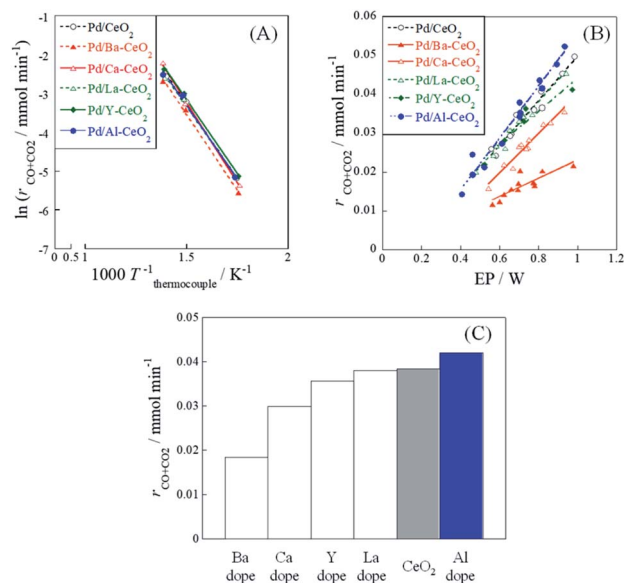 (A)
ln (r CO+CO2 / mmol min⁻¹)
-1
-2
-3
-4
-5
-6
-7
Pd/CeO₂
Pd/Ba-CeO₂
Pd/Ca-CeO₂
Pd/La-CeO₂
Pd/Y-CeO₂
Pd/Al-CeO₂
0 0.5 1 1.5 2
1000 T⁻¹ thermocouple / K⁻¹
(B)
r CO+CO2 / mmol min⁻¹
0.06
0.05
0.04
0.03
0.02
0.01
0
Pd/CeO₂
Pd/Ba-CeO₂
Pd/Ca-CeO₂
Pd/La-CeO₂
Pd/Y-CeO₂
Pd/Al-CeO₂
0.2 0.4 0.6 0.8 1 1.2
EP / W
(C)
r CO+CO2 / mmol min⁻¹
0.05
0.04
0.03
0.02
0.01
0
Ba dope
Ca dope
Y dope
La dope
CeO₂
Al dope